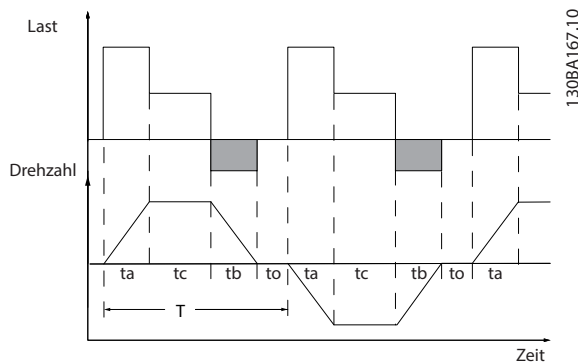 Last
130BA167.10
Drehzahl
ta tc tb to ta tc tb to ta
T
Zeit